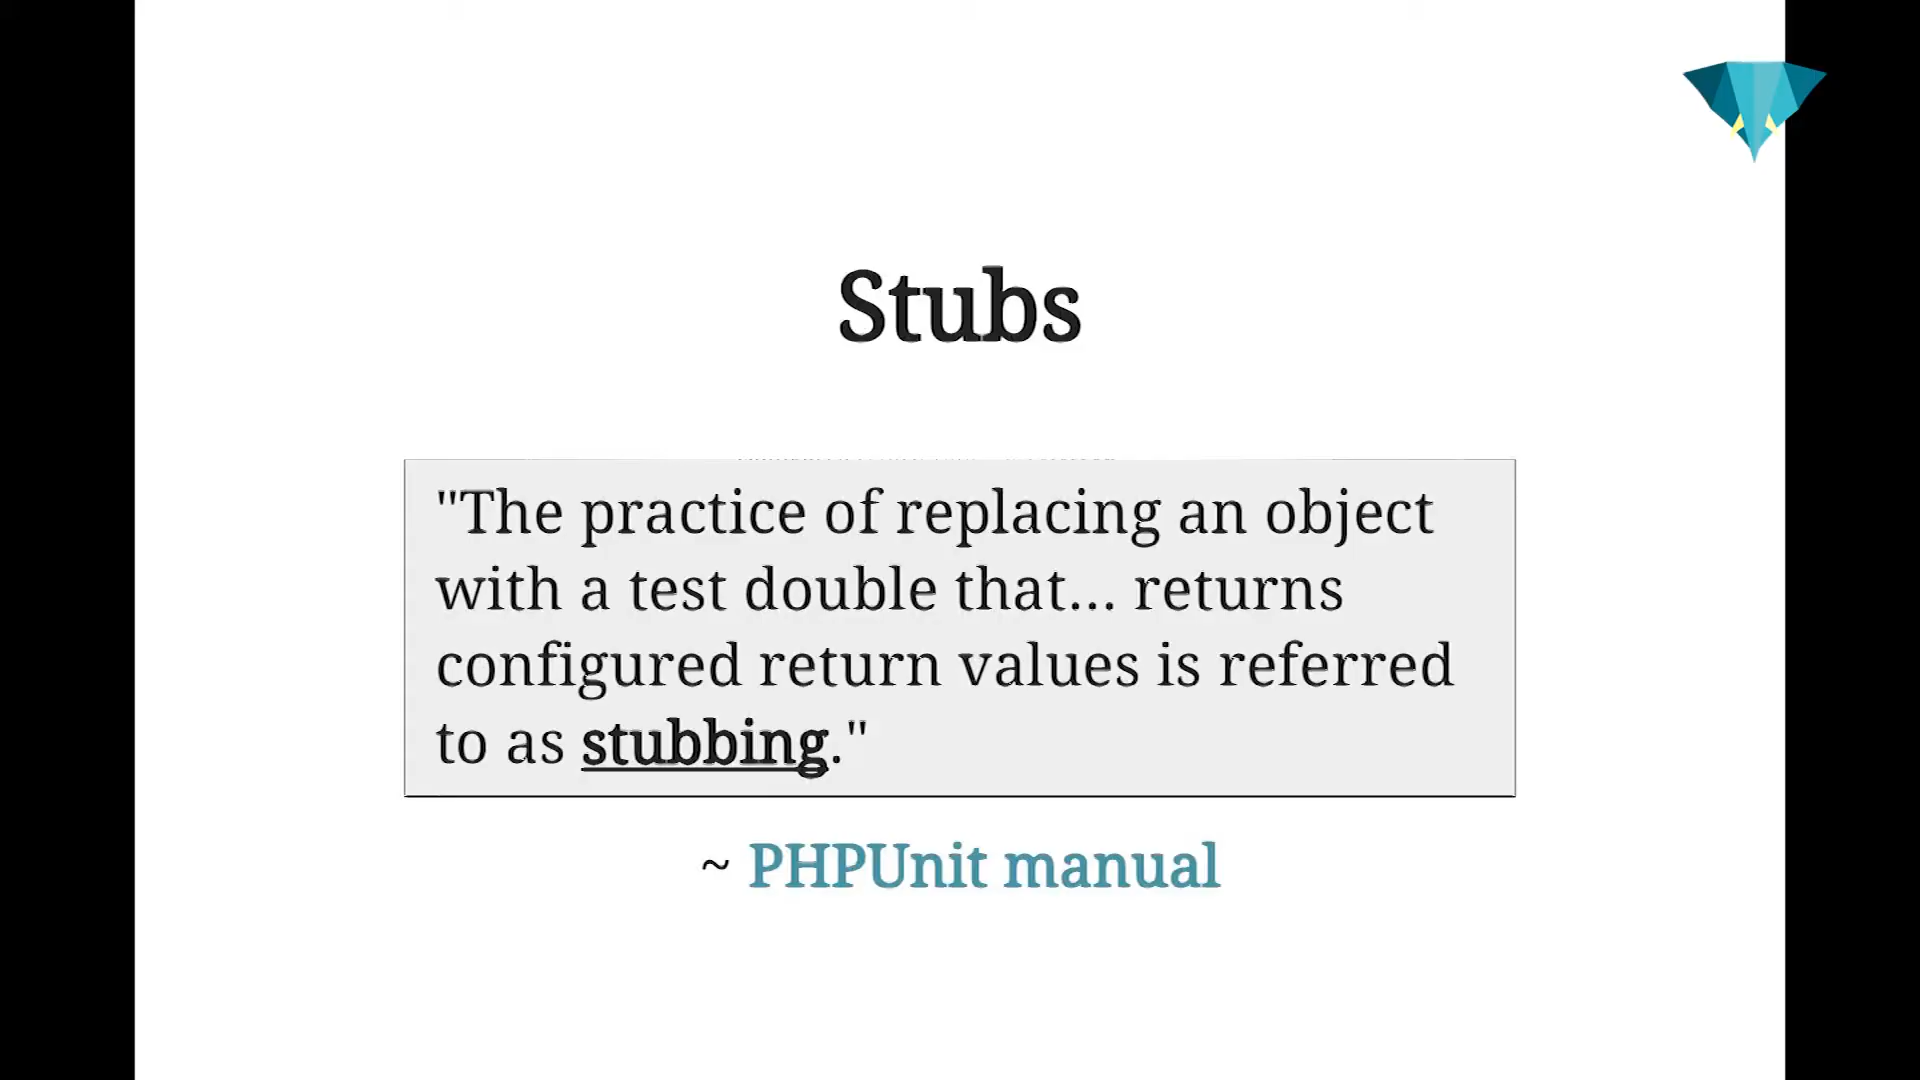 Stubs
"The practice of replacing an object
with a test double that... returns
configured return values is referred
to as stubbing."
~ PHPUnit manual